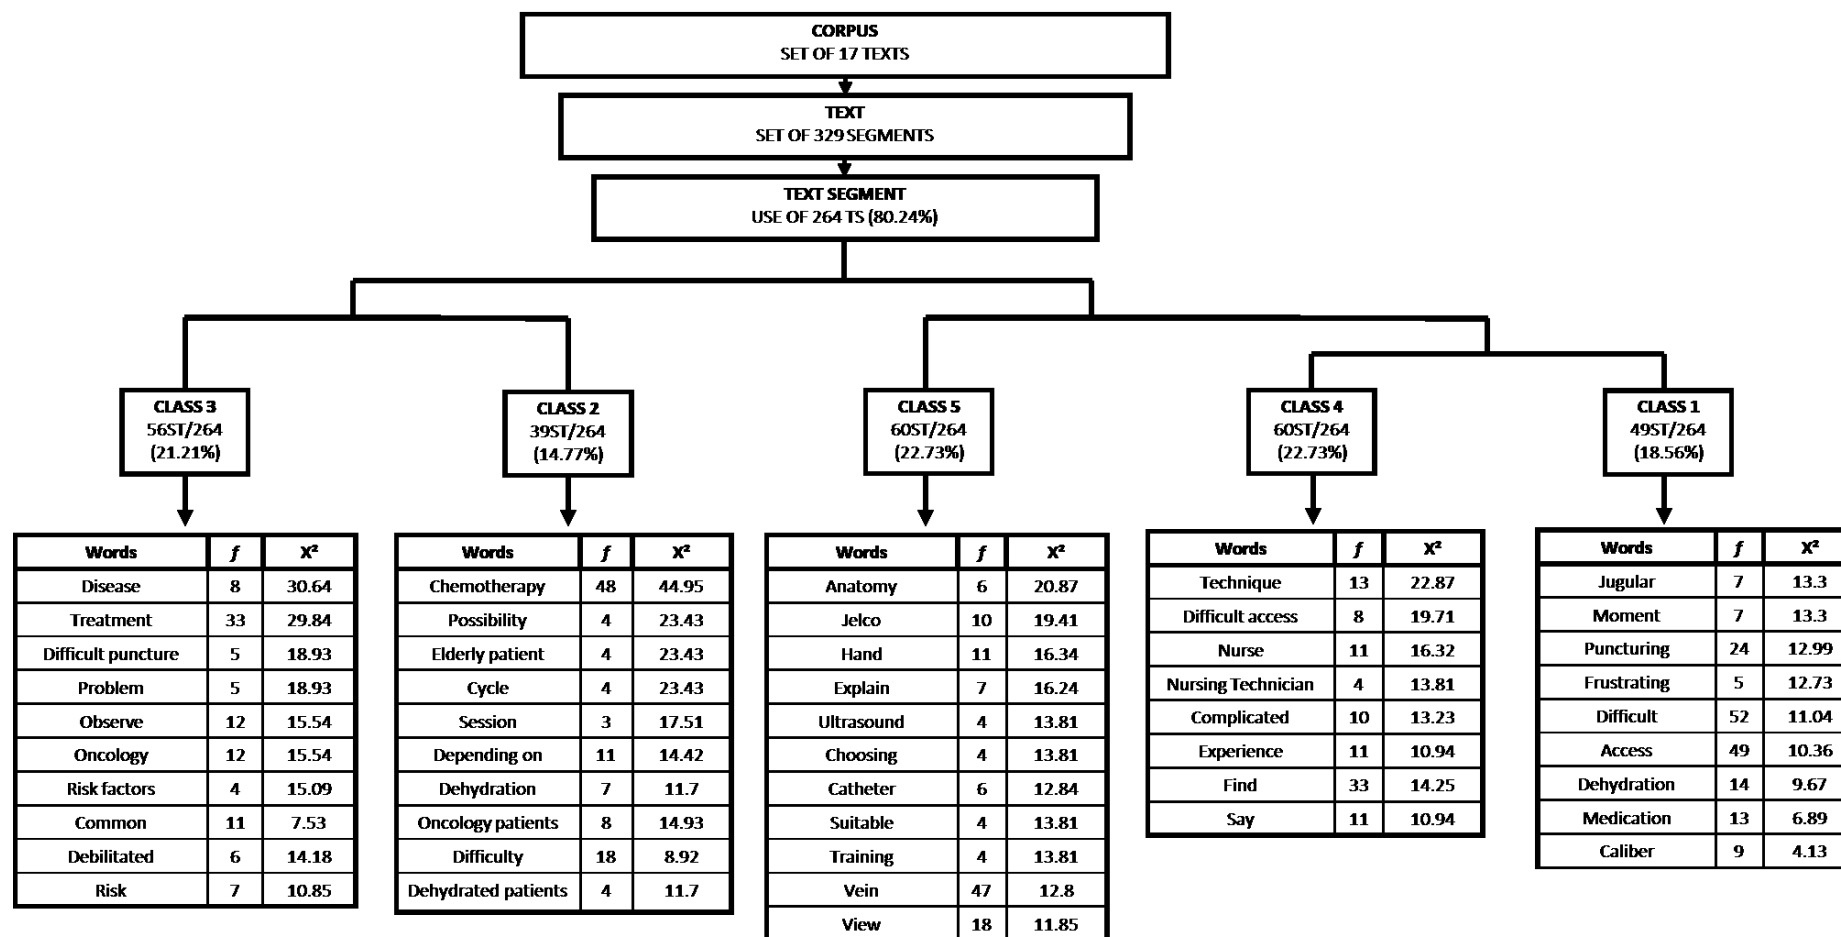 CORPUS
SET OF 17 TEXTS
TEXT
SET OF 329 SEGMENTS
TEXT SEGMENT
USE OF 264 TS (80.24%)
CLASS 3
56ST/264
(21.21%)
CLASS 2
39ST/264
(14.77%)
CLASS 5
60ST/264
(22.73%)
CLASS 4
60ST/264
(22.73%)
CLASS 1
49ST/264
(18.56%)
Words f X²
Disease 8 30.64
Treatment 33 29.84
Difficult puncture 5 18.93
Problem 5 18.93
Observe 12 15.54
Oncology 12 15.54
Risk factors 4 15.09
Common 11 7.53
Debilitated 6 14.18
Risk 7 10.85
Words f X²
Chemotherapy 48 44.95
Possibility 4 23.43
Elderly patient 4 23.43
Cycle 4 23.43
Session 3 17.51
Depending on 11 14.42
Dehydration 7 11.7
Oncology patients 8 14.93
Difficulty 18 8.92
Dehydrated patients 4 11.7
Words f X²
Anatomy 6 20.87
Jelco 10 19.41
Hand 11 16.34
Explain 7 16.24
Ultrasound 4 13.81
Choosing 4 13.81
Catheter 6 12.84
Suitable 4 13.81
Training 4 13.81
Vein 47 12.8
View 18 11.85
Words f X²
Technique 13 22.87
Difficult access 8 19.71
Nurse 11 16.32
Nursing Technician 4 13.81
Complicated 10 13.23
Experience 11 10.94
Find 33 14.25
Say 11 10.94
Words f X²
Jugular 7 13.3
Moment 7 13.3
Puncturing 24 12.99
Frustrating 5 12.73
Difficult 52 11.04
Access 49 10.36
Dehydration 14 9.67
Medication 13 6.89
Caliber 9 4.13